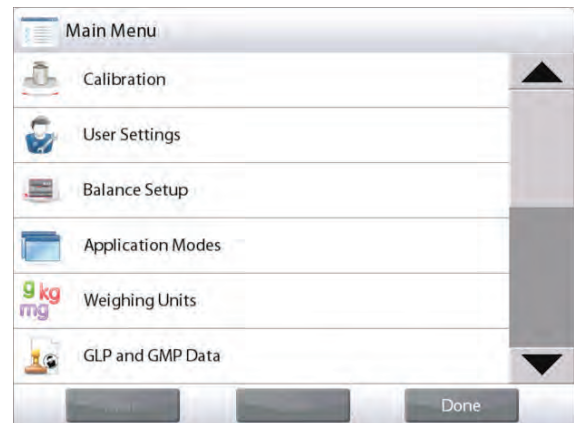 Main Menu
Calibration
User Settings
Balance Setup
Application Modes
g kg
mg
Weighing Units
GLP and GMP Data
Done